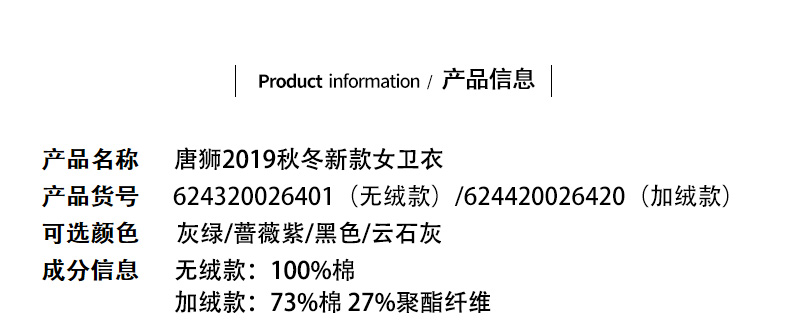 Product information / 产品信息
产品名称 唐狮2019秋冬新款女卫衣
产品货号 624320026401（无绒款）/624420026420（加绒款）
可选颜色 灰绿/蔷薇紫/黑色/云石灰
成分信息 无绒款：100%棉
加绒款：73%棉 27%聚酯纤维